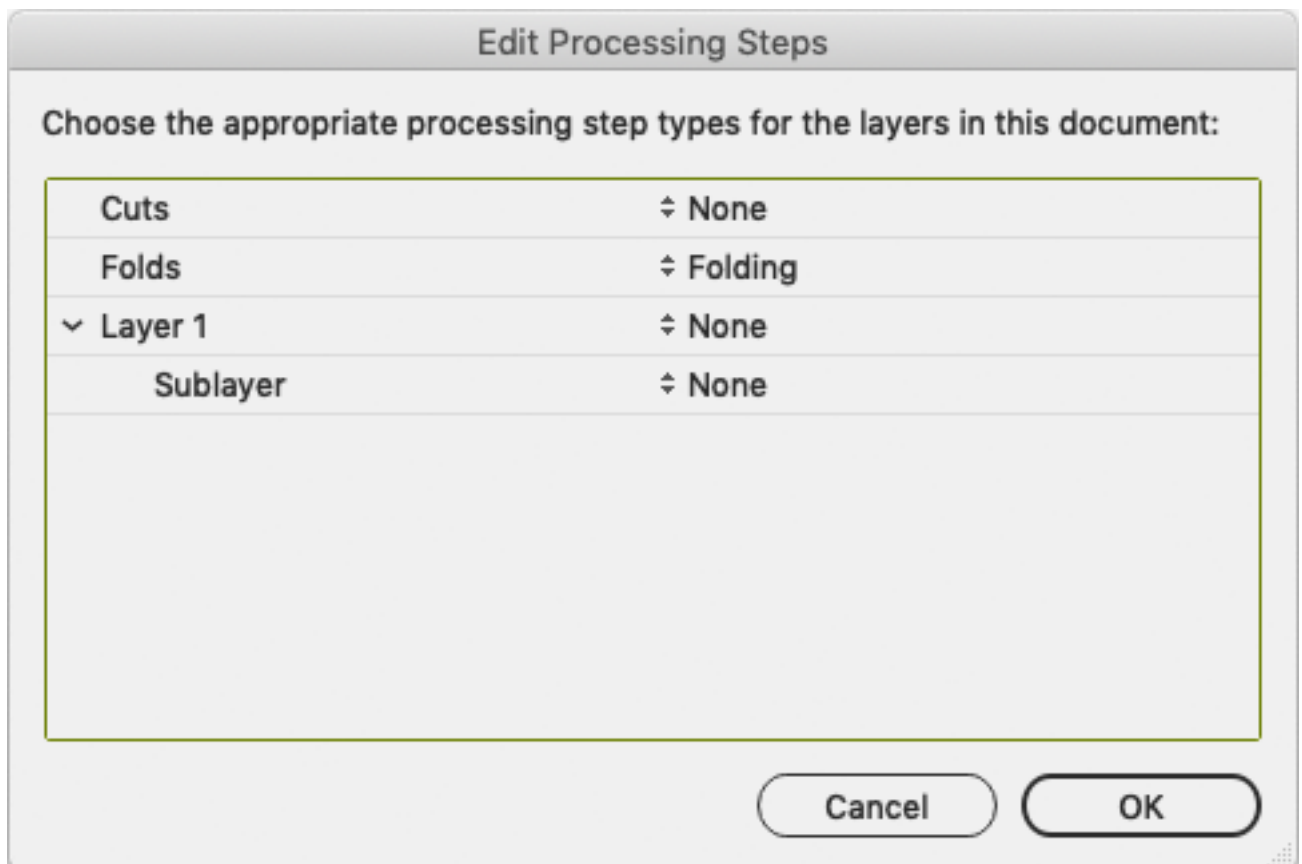 Edit Processing Steps
Choose the appropriate processing step types for the layers in this document:
Cuts None
Folds Folding
Layer 1 None
Sublayer None
Cancel OK